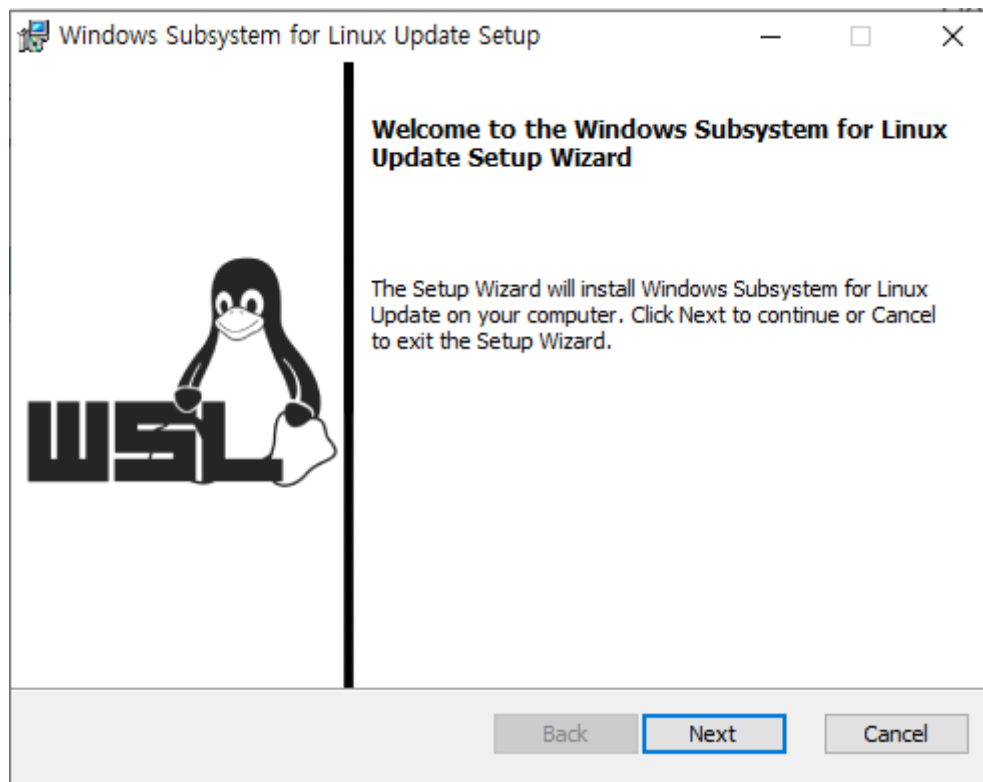 Windows Subsystem for Linux Update Setup
Welcome to the Windows Subsystem for Linux
Update Setup Wizard
The Setup Wizard will install Windows Subsystem for Linux
Update on your computer. Click Next to continue or Cancel
to exit the Setup Wizard.
WSL
Back Next Cancel